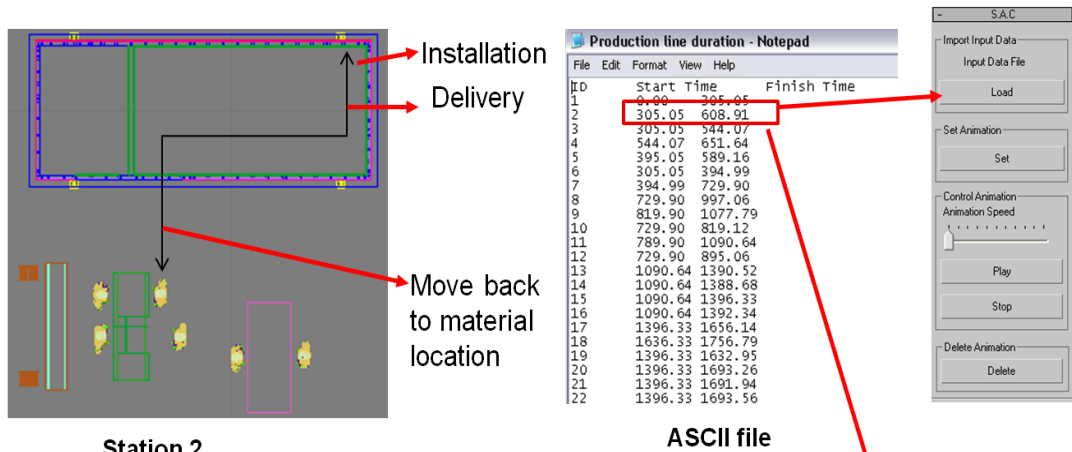 Installation
Delivery
Move back
to material
location
Station 2
Production line duration - Notepad
File Edit Format View Help
ID Start Time Finish Time
1 0.00 305.05
2 305.05 608.91
3 305.05 544.07
4 544.07 651.64
5 395.05 589.16
6 305.05 394.99
7 394.99 729.90
8 729.90 997.06
9 819.90 1077.79
10 729.90 819.12
11 789.90 1090.64
12 729.90 895.06
13 1090.64 1390.52
14 1090.64 1388.68
15 1090.64 1396.33
16 1090.64 1392.34
17 1396.33 1656.14
18 1636.33 1756.79
19 1396.33 1632.95
20 1396.33 1693.26
21 1396.33 1691.94
22 1396.33 1693.56
ASCII file
- S.A.C
Import Input Data
Input Data File
Load
Set Animation
Set
Control Animation
Animation Speed
Play
Stop
Delete Animation
Delete